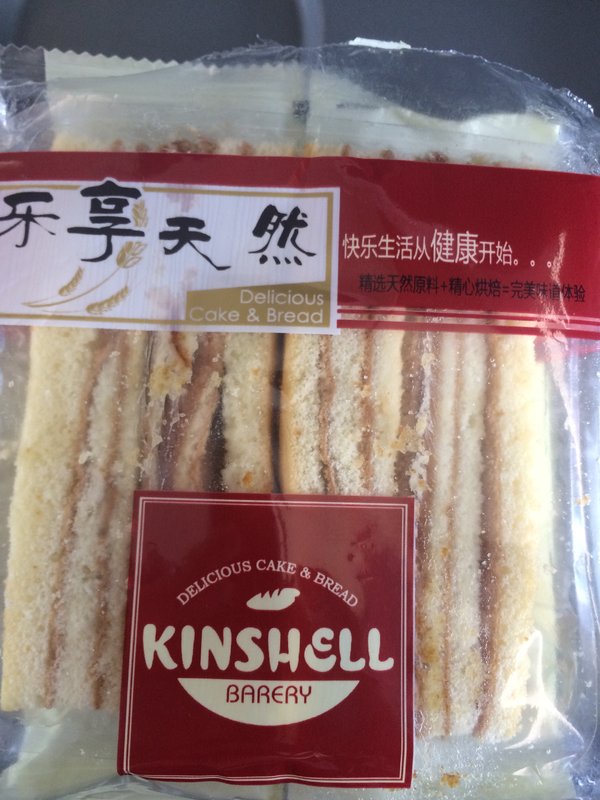 乐享天然
Delicious
Cake & Bread
快乐生活从健康开始。。。
精选天然原料+精心烘焙=完美味道体验
DELICIOUS CAKE & BREAD
KINSHELL
BARERY